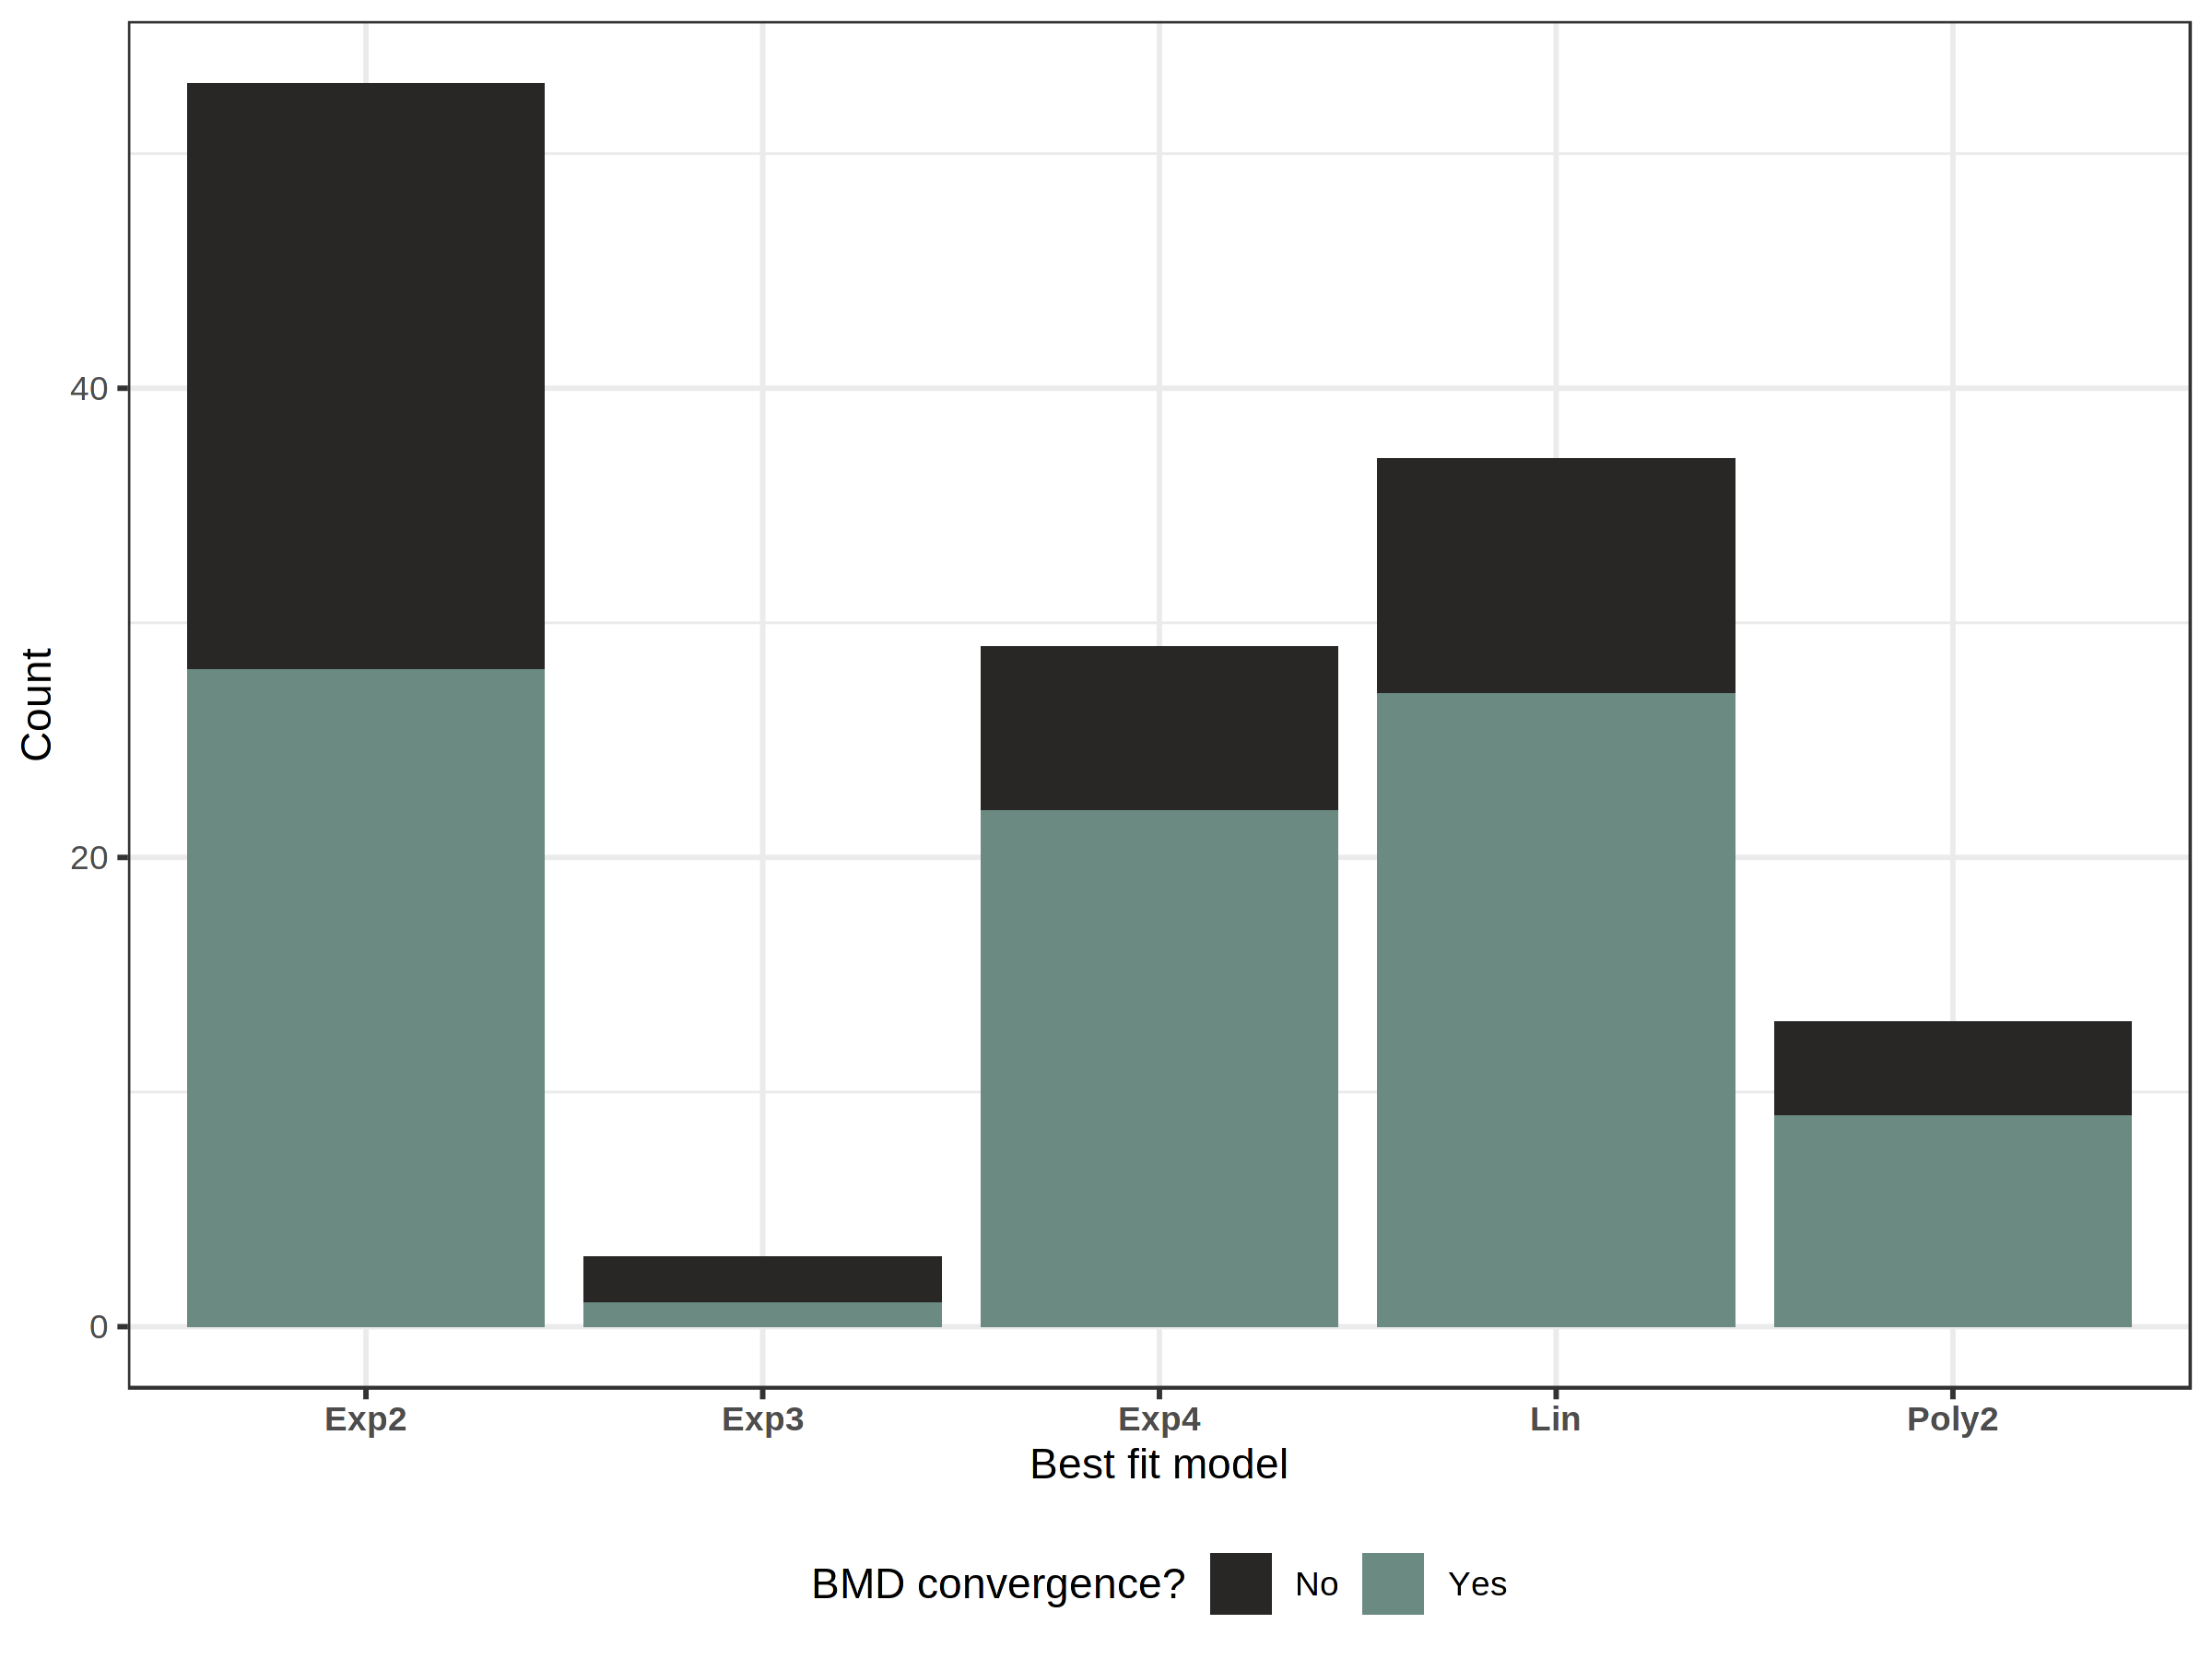 Count
40
20
0
Exp2 Exp3 Exp4 Lin Poly2
Best fit model
BMD convergence? No Yes